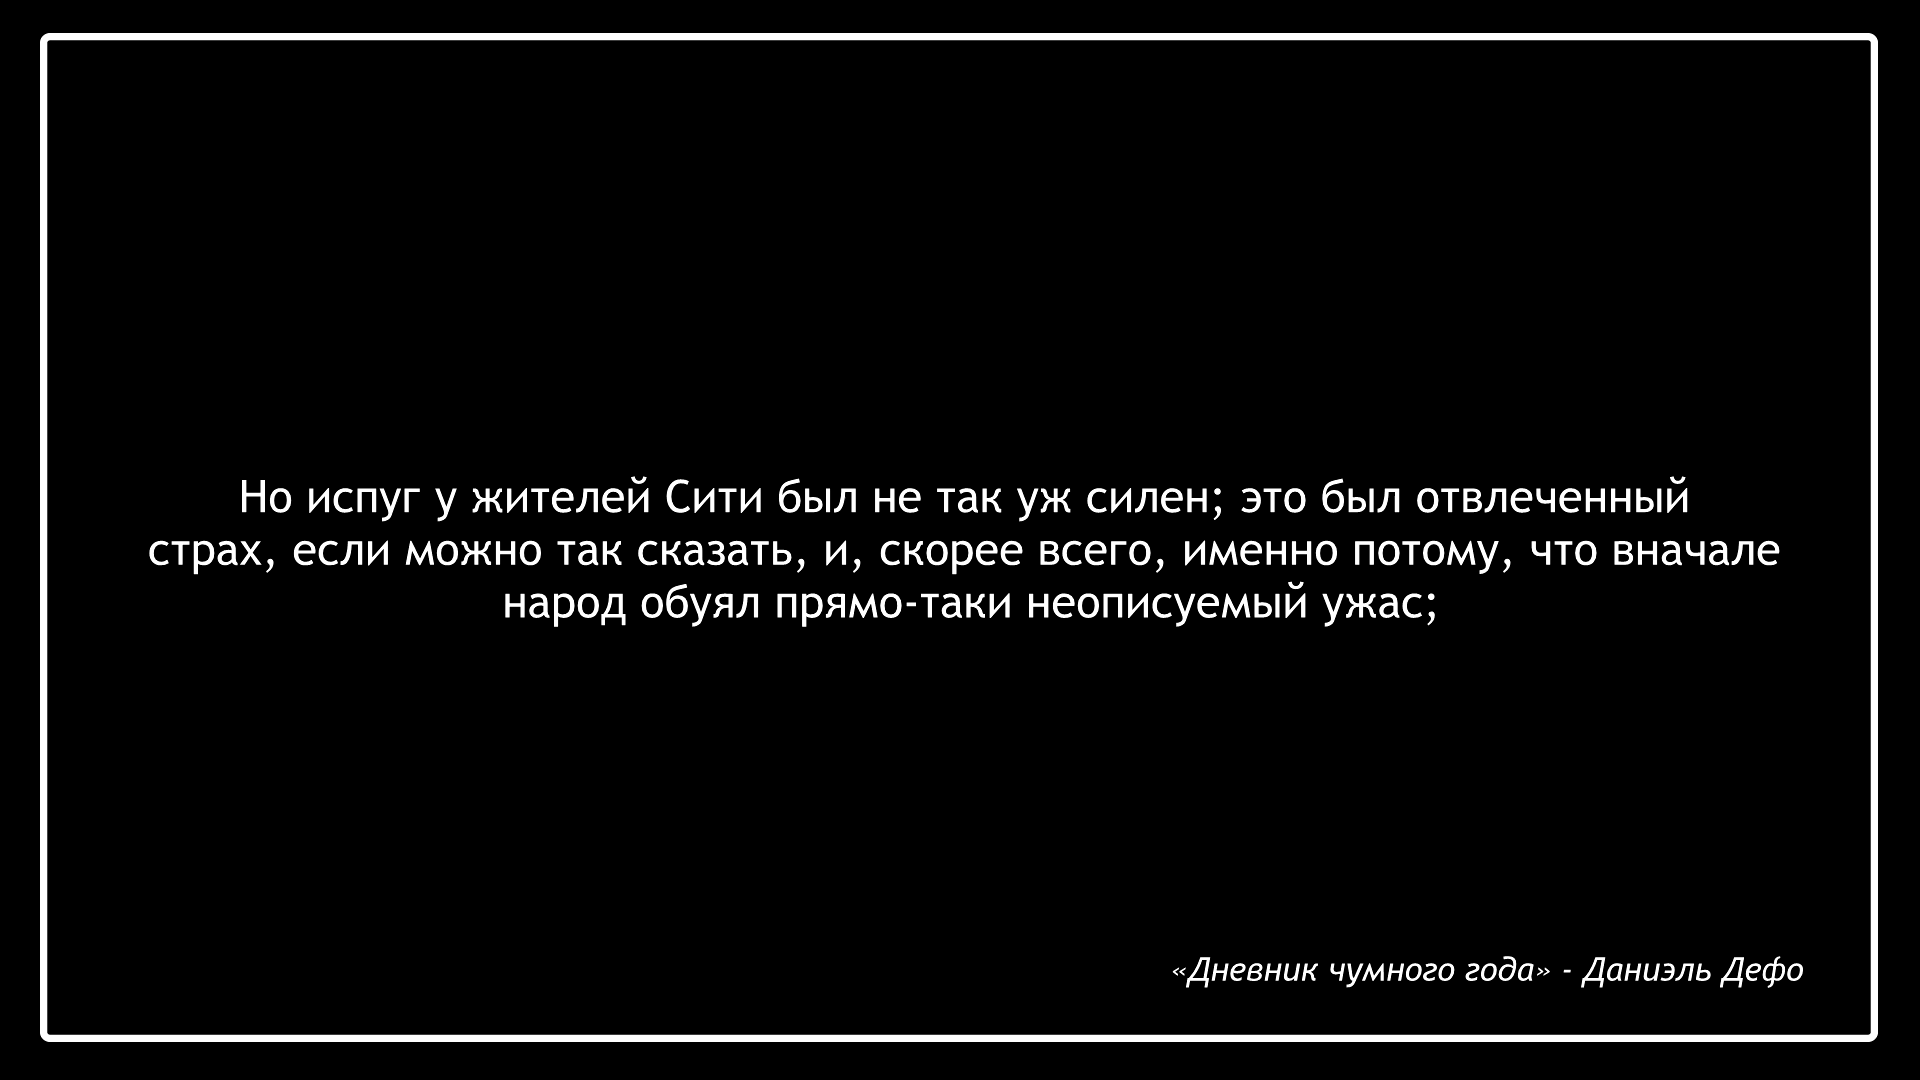 Но испуг у жителей Сити был не так уж силен; это был отвлеченный
страх, если можно так сказать, и, скорее всего, именно потому, что вначале
народ обуял прямо-таки неописуемый ужас;
«Дневник чумного года» - Даниэль Дефо